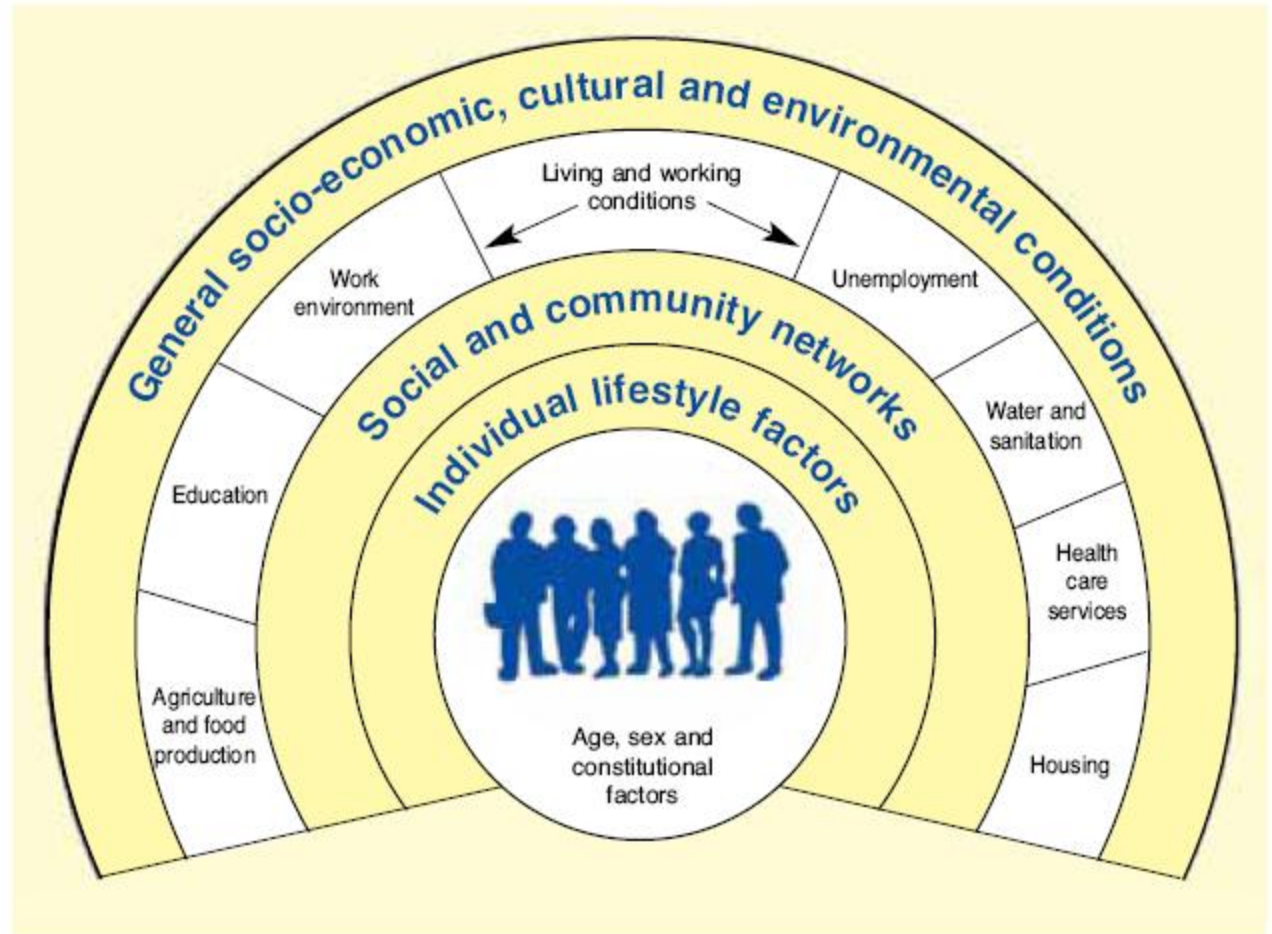 General socio-economic, cultural and environmental conditions
Living and working
conditions
Work
environment
Unemployment
Social and community networks
Education
Water and
sanitation
Individual lifestyle factors
Health
care
services
Agriculture
and food
production
Housing
Age, sex and
constitutional
factors